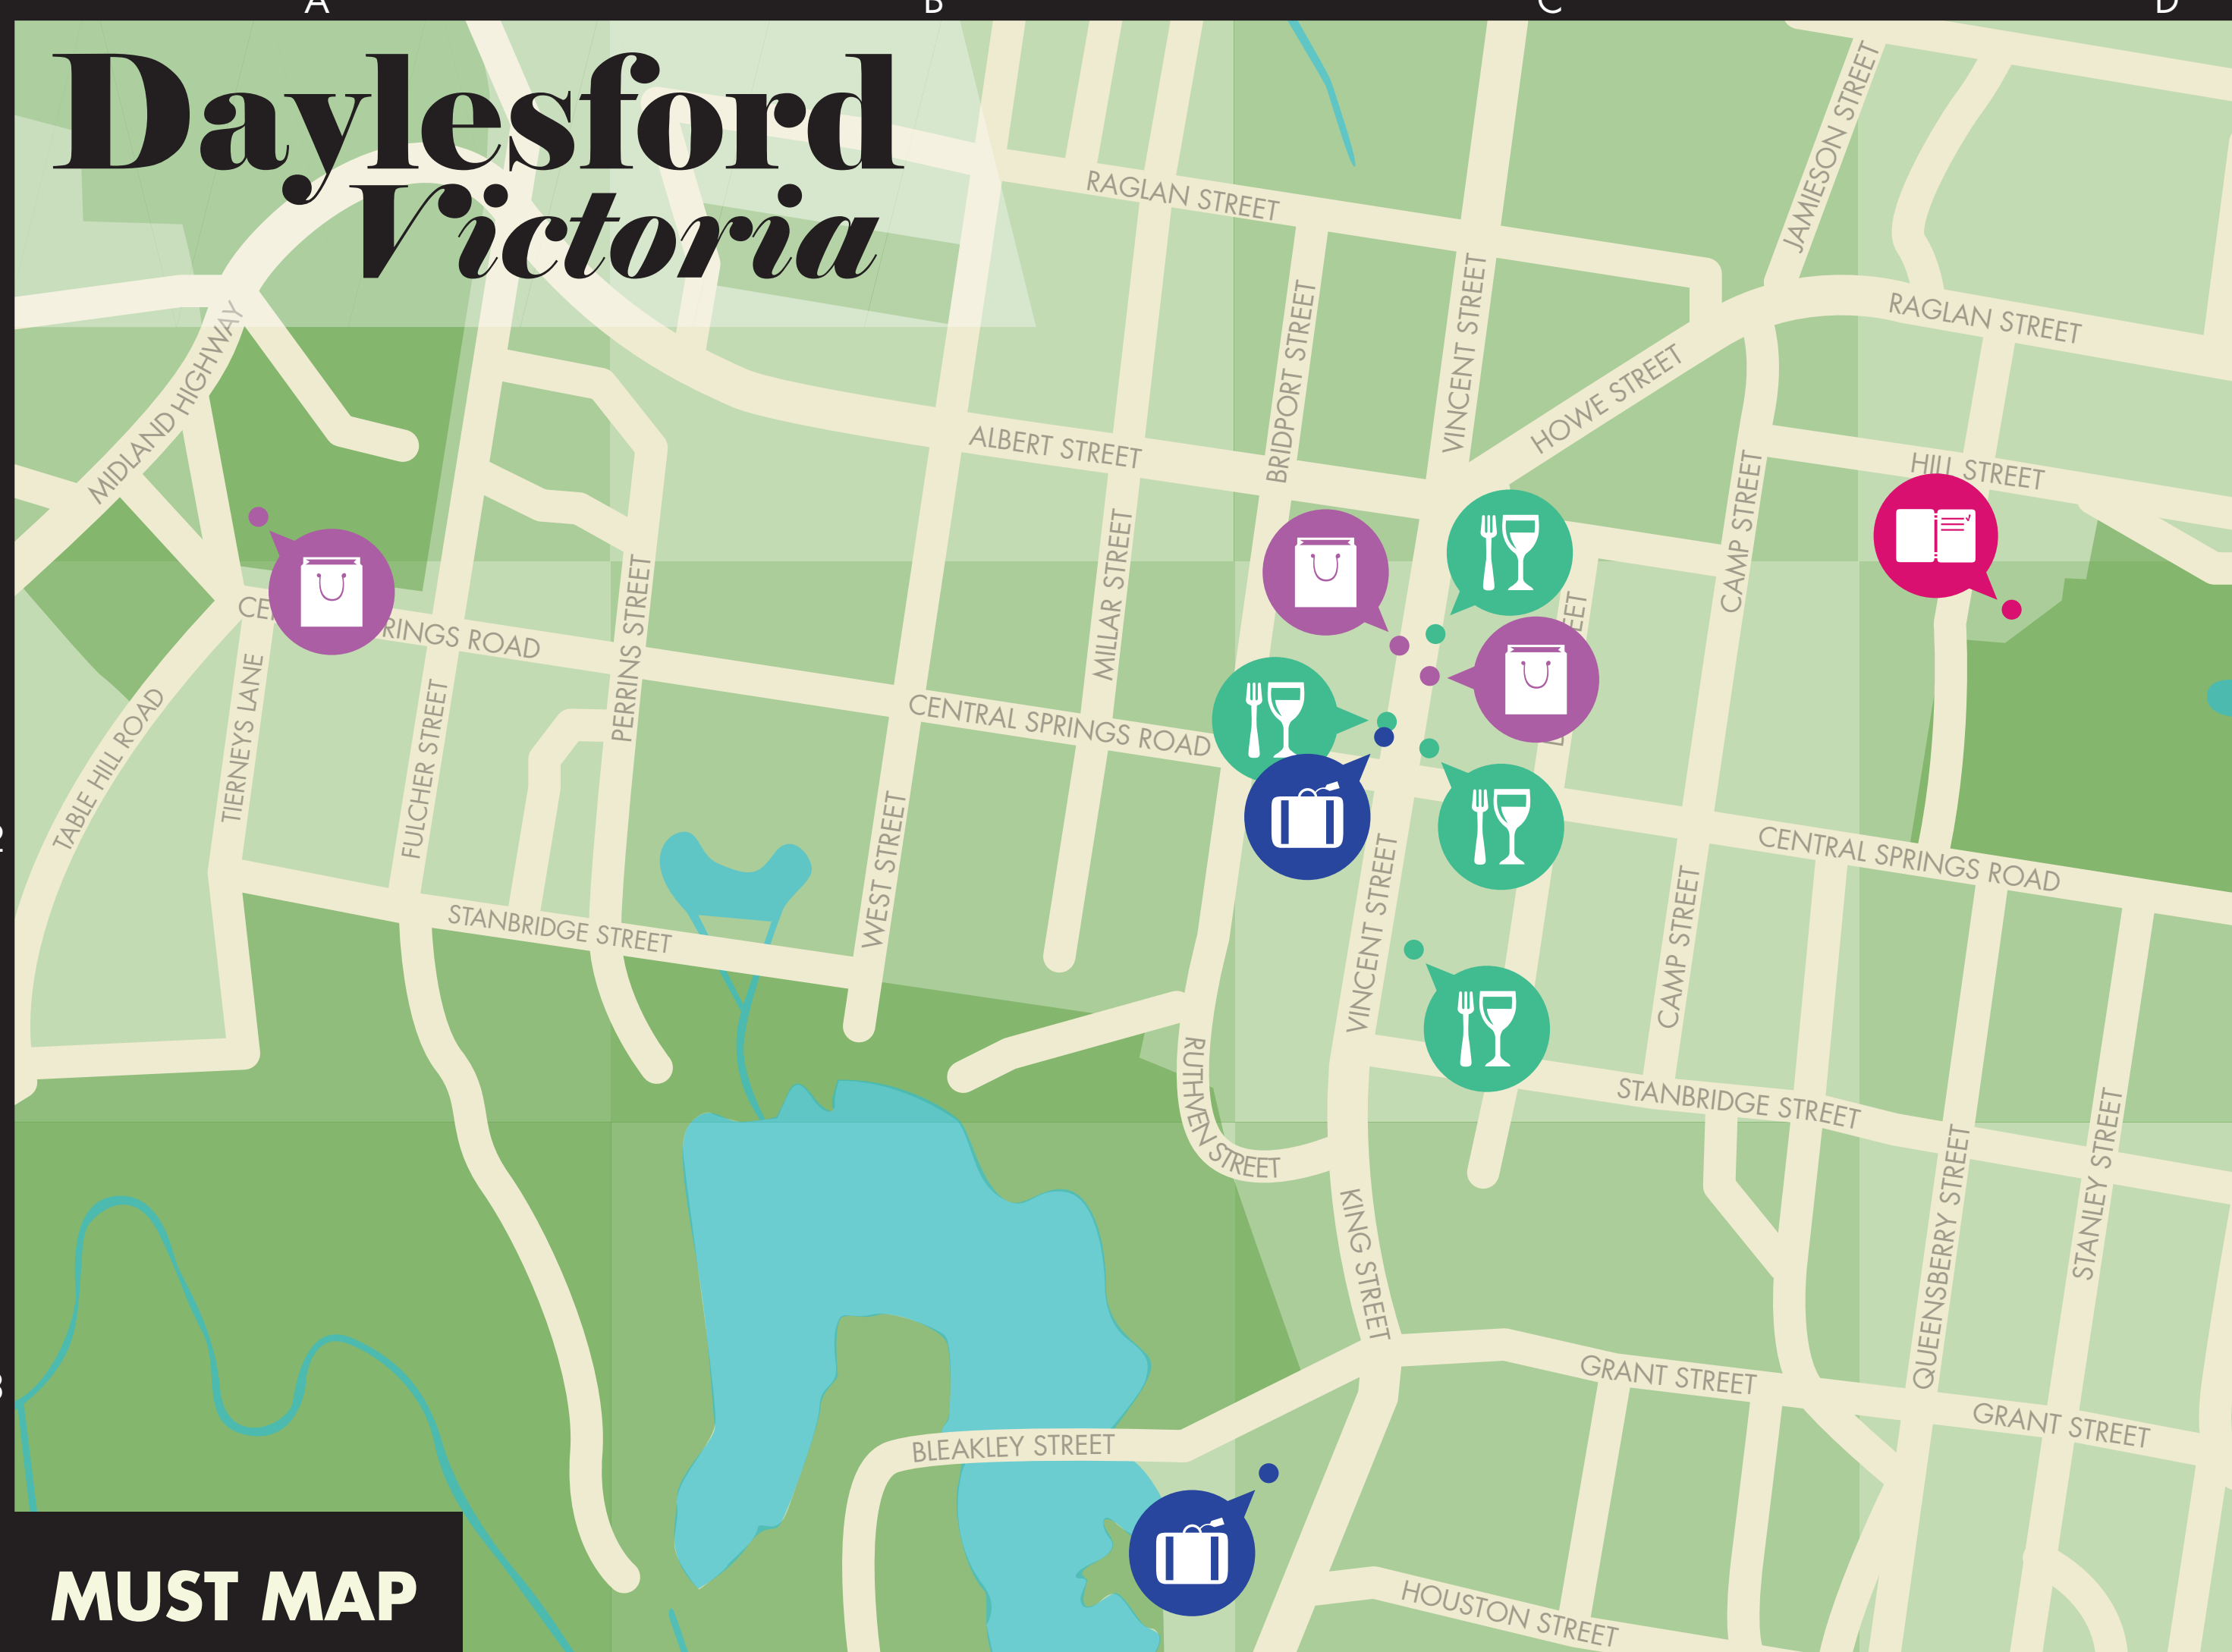 A
B
C
D
Daylesford
Victoria
JAMIESON STREET
RAGLAN STREET
RAGLAN STREET
MIDLAND HIGHWAY
BRIDPORT STREET
VINCENT STREET
HOWE STREET
ALBERT STREET
HILL STREET
CAMP STREET
MILLAR STREET
PERRINS STREET
CE RINGS ROAD
CENTRAL SPRINGS ROAD
TABLE HILL ROAD
TIERNEYS LANE
FULCHER STREET
WEST STREET
CENTRAL SPRINGS ROAD
VINCENT STREET
CAMP STREET
STANBRIDGE STREET
RUTHVEN STREET
STANBRIDGE STREET
KING STREET
QUEENSBERRY STREET
STANLEY STREET
GRANT STREET
GRANT STREET
BLEAKLEY STREET
HOUSTON STREET
MUST MAP